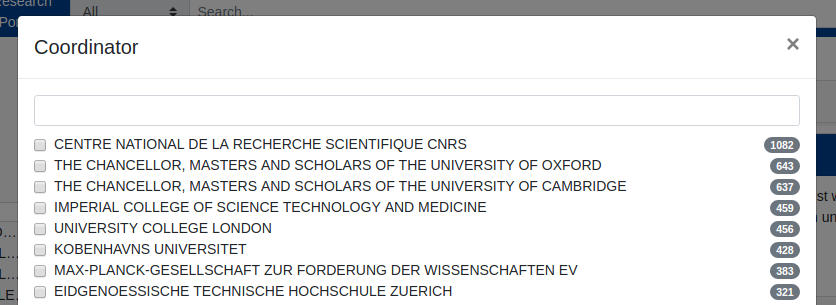 esearch
Por
All
Search...
Coordinator
×
CENTRE NATIONAL DE LA RECHERCHE SCIENTIFIQUE CNRS 1082
THE CHANCELLOR, MASTERS AND SCHOLARS OF THE UNIVERSITY OF OXFORD 643
THE CHANCELLOR, MASTERS AND SCHOLARS OF THE UNIVERSITY OF CAMBRIDGE 637
IMPERIAL COLLEGE OF SCIENCE TECHNOLOGY AND MEDICINE 459
UNIVERSITY COLLEGE LONDON 456
KOBENHAVNS UNIVERSITET 428
MAX-PLANCK-GESELLSCHAFT ZUR FORDERUNG DER WISSENSCHAFTEN EV 383
EIDGENOESSISCHE TECHNISCHE HOCHSCHULE ZUERICH 321